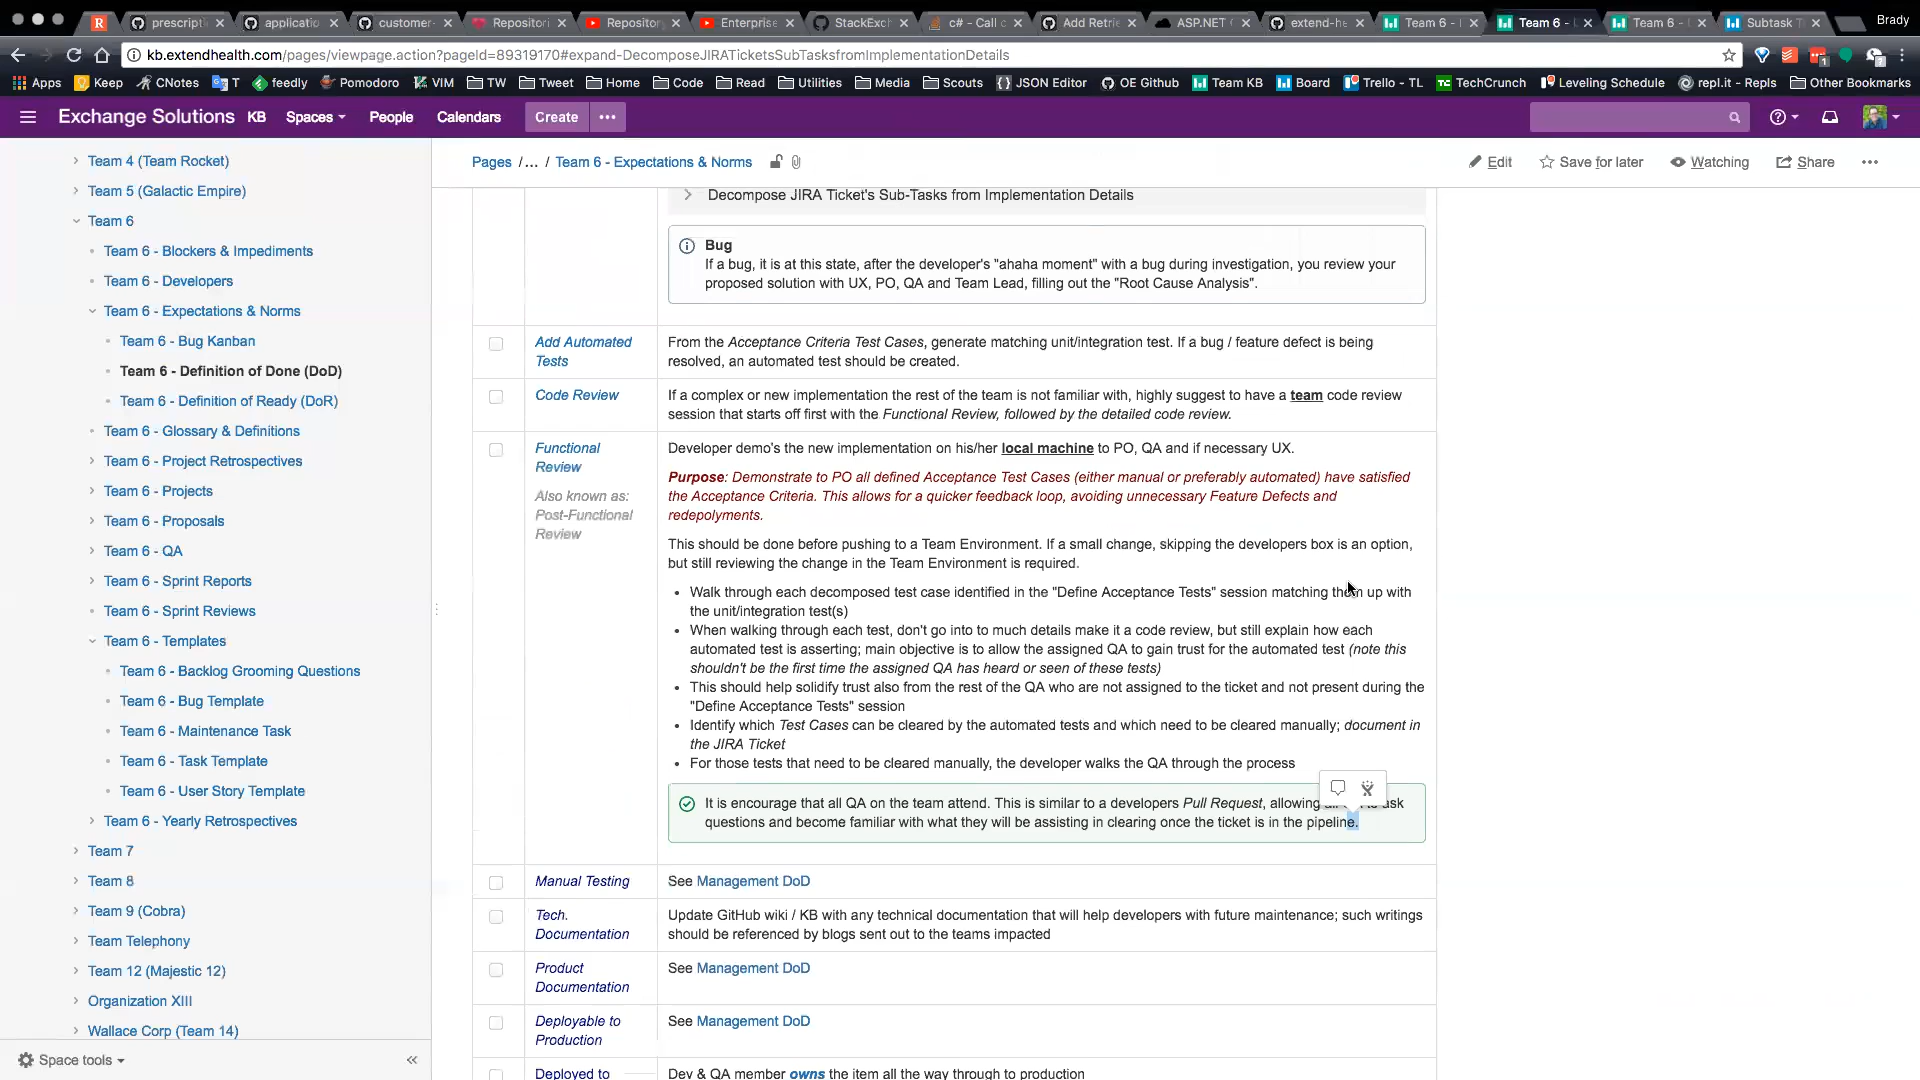 prescript
applicatio
customer-
Repositori
Repository
Enterprise
StackExch
c# - Call c
Add Retrie
ASP.NET
extend-he
Team 6 -
Team 6 -
Team 6 -
Subtask T
Brady
kb.extendhealth.com/pages/viewpage.action?pageId=89319170#expand-DecomposeJIRATicketsSubTasksfromImplementationDetails
Apps Keep CNotes T feedly Pomodoro VIM TW Tweet Home Code Read Utilities Media Scouts JSON Editor OE Github Team KB Board Trello - TL TechCrunch Leveling Schedule repl.it - Repls Other Bookmarks
Exchange Solutions KB Spaces People Calendars Create •••
Team 4 (Team Rocket)
Team 5 (Galactic Empire)
Team 6
Team 6 - Blockers & Impediments
Team 6 - Developers
Team 6 - Expectations & Norms
Team 6 - Bug Kanban
Team 6 - Definition of Done (DoD)
Team 6 - Definition of Ready (DoR)
Team 6 - Glossary & Definitions
Team 6 - Project Retrospectives
Team 6 - Projects
Team 6 - Proposals
Team 6 - QA
Team 6 - Sprint Reports
Team 6 - Sprint Reviews
Team 6 - Templates
Team 6 - Backlog Grooming Questions
Team 6 - Bug Template
Team 6 - Maintenance Task
Team 6 - Task Template
Team 6 - User Story Template
Team 6 - Yearly Retrospectives
Team 7
Team 8
Team 9 (Cobra)
Team Telephony
Team 12 (Majestic 12)
Organization XIII
Wallace Corp (Team 14)
Space tools
Pages /... / Team 6 - Expectations & Norms
Edit Save for later Watching Share •••
Decompose JIRA Ticket's Sub-Tasks from Implementation Details
Bug
If a bug, it is at this state, after the developer's "ahaha moment" with a bug during investigation, you review your
proposed solution with UX, PO, QA and Team Lead, filling out the "Root Cause Analysis".
Add Automated
Tests
From the Acceptance Criteria Test Cases, generate matching unit/integration test. If a bug / feature defect is being
resolved, an automated test should be created.
Code Review
If a complex or new implementation the rest of the team is not familiar with, highly suggest to have a team code review
session that starts off first with the Functional Review, followed by the detailed code review.
Functional
Review
Also known as:
Post-Functional
Review
Developer demo's the new implementation on his/her local machine to PO, QA and if necessary UX.
Purpose: Demonstrate to PO all defined Acceptance Test Cases (either manual or preferably automated) have satisfied
the Acceptance Criteria. This allows for a quicker feedback loop, avoiding unnecessary Feature Defects and
redepolyments.
This should be done before pushing to a Team Environment. If a small change, skipping the developers box is an option,
but still reviewing the change in the Team Environment is required.
• Walk through each decomposed test case identified in the "Define Acceptance Tests" session matching them up with
the unit/integration test(s)
• When walking through each test, don't go into to much details make it a code review, but still explain how each
automated test is asserting; main objective is to allow the assigned QA to gain trust for the automated test (note this
shouldn't be the first time the assigned QA has heard or seen of these tests)
• This should help solidify trust also from the rest of the QA who are not assigned to the ticket and not present during the
"Define Acceptance Tests" session
• Identify which Test Cases can be cleared by the automated tests and which need to be cleared manually; document in
the JIRA Ticket
• For those tests that need to be cleared manually, the developer walks the QA through the process
It is encourage that all QA on the team attend. This is similar to a developers Pull Request, allowing ask
questions and become familiar with what they will be assisting in clearing once the ticket is in the pipeline.
Manual Testing
See Management DoD
Tech.
Documentation
Update GitHub wiki / KB with any technical documentation that will help developers with future maintenance; such writings
should be referenced by blogs sent out to the teams impacted
Product
Documentation
See Management DoD
Deployable to
Production
See Management DoD
Deployed to
Dev & QA member owns the item all the way through to production